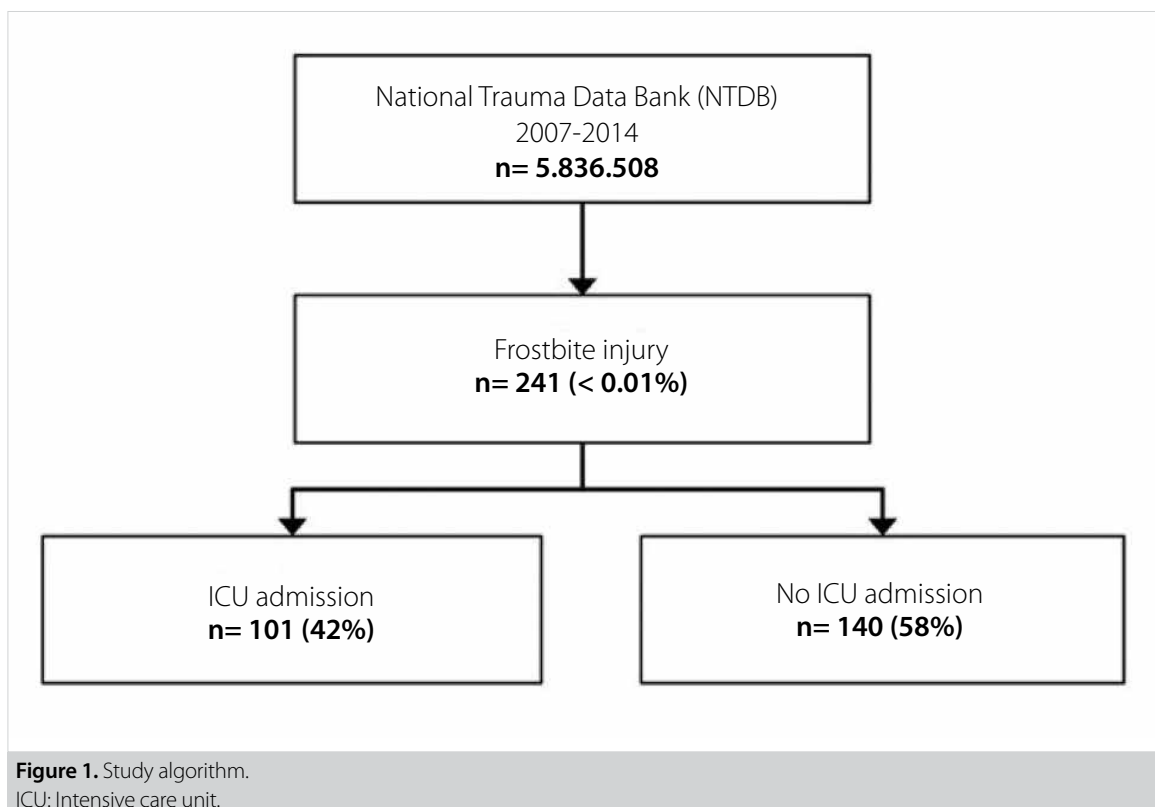 National Trauma Data Bank (NTDB)
2007-2014
n= 5.836.508
Frostbite injury
n= 241 (< 0.01%)
ICU admission
n= 101 (42%)
No ICU admission
n= 140 (58%)
Figure 1. Study algorithm.
ICU: Intensive care unit.